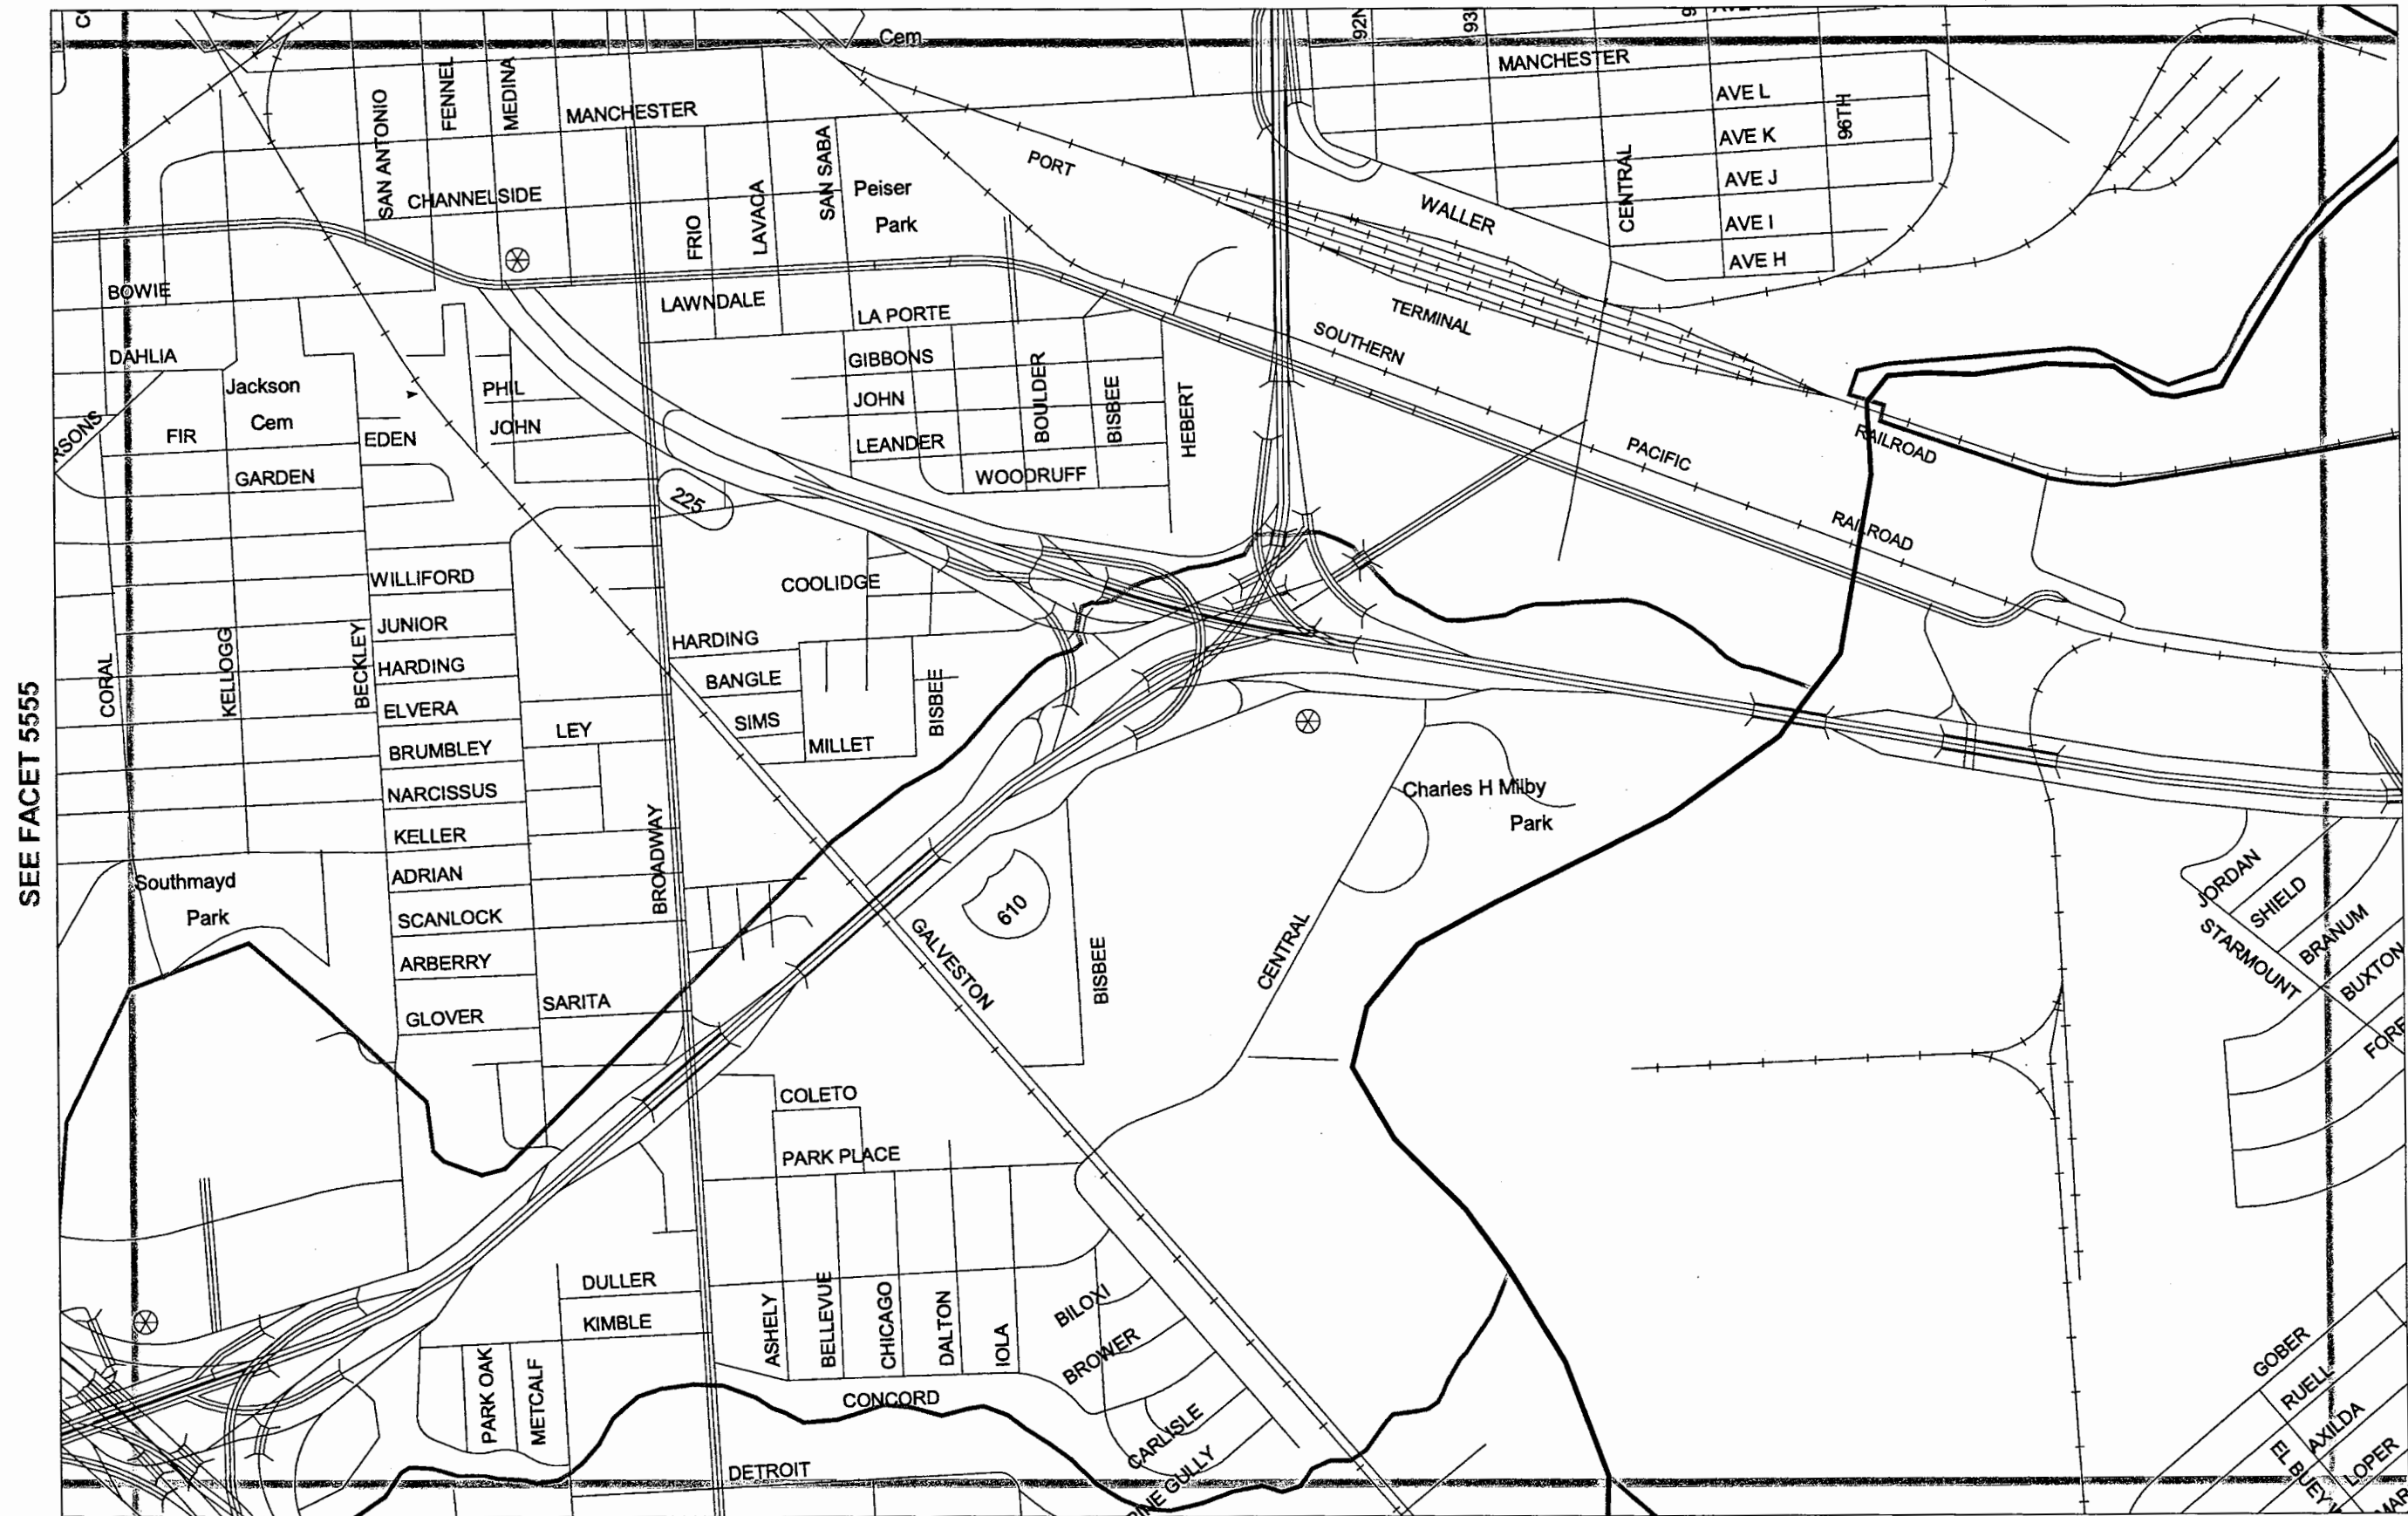 Cem
MANCHESTER
SAN ANTONIO
FENNEL
MEDINA
MANCHESTER
AVE L
AVE K
96TH
AVE J
AVE I
AVE H
CENTRAL
PORT
WALLER
CHANNELSIDE
FRIO
LAVACA
SAN SABA
Peiser
Park
BOWIE
LAWNDALE
LA PORTE
TERMINAL
SOUTHERN
DAHLIA
GIBBONS
JOHN
LEANDER
WOODRUFF
BOULDER
BISBEE
HEBERT
Jackson
Cem
PHIL
JOHN
FIR
EDEN
GARDEN
225
PACIFIC
RAILROAD
RAILROAD
WILLIFORD
COOLIDGE
JUNIOR
HARDING
HARDING
BANGLE
ELVERA
SIMS
BISBEE
LEY
MILLET
BRUMBLEY
CORAL
KELLOGG
BECKLEY
SEE FACET 5555
NARCISSUS
Charles H Milby
Park
KELLER
BROADWAY
ADRIAN
Southmayd
Park
SCANLOCK
610
GALVESTON
BISBEE
CENTRAL
ARBERRY
SARITA
GLOVER
JORDAN
SHIELD
BRANUM
STARMOUNT
BUXTON
COLETO
PARK PLACE
DULLER
KIMBLE
ASHELY
BELLEVUE
CHICAGO
DALTON
IOLA
BILOXI
BROWER
PARK OAK
METCALF
CONCORD
CARLISLE
DETROIT
GOBER
RUELL
AXILDA
LOPER